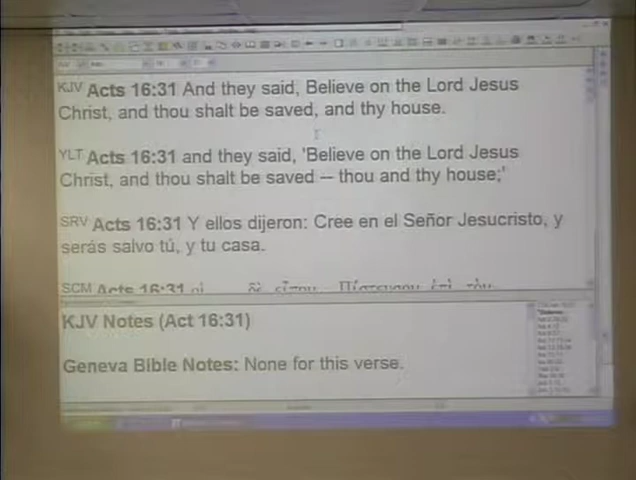 KJV Acts 16:31 And they said, Believe on the Lord Jesus
Christ, and thou shalt be saved, and thy house.
YLT Acts 16:31 and they said, 'Believe on the Lord Jesus
Christ, and thou shalt be saved -- thou and thy house;'
SRV Acts 16:31 Y ellos dijeron: Cree en el Señor Jesucristo, y
serás salvo tú, y tu casa.
SCM Acts 16:31
KJV Notes (Act 16:31)
Geneva Bible Notes: None for this verse.